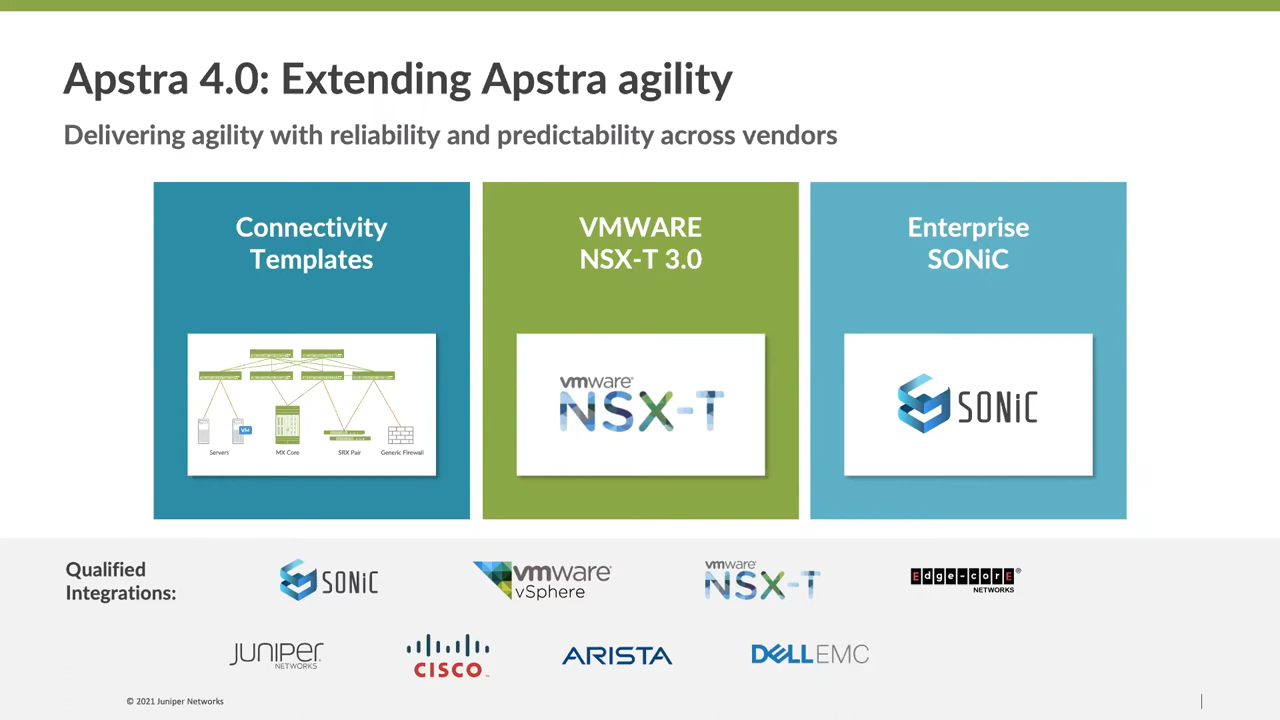 Apstra 4.0: Extending Apstra agility
Delivering agility with reliability and predictability across vendors
Connectivity
Templates
VM
Servers
MX Core
SRX Pair
Generic Firewall
VMWARE
NSX-T 3.0
vmware®
NSX-T
Enterprise
SONiC
SONiC
Qualified
Integrations:
SONiC
vmware®
vSphere
vmware®
NSX-T
Edge-corE®
NETWORKS
JUNIPER
NETWORKS
CISCO
ARISTA
DELLEMC
© 2021 Juniper Networks